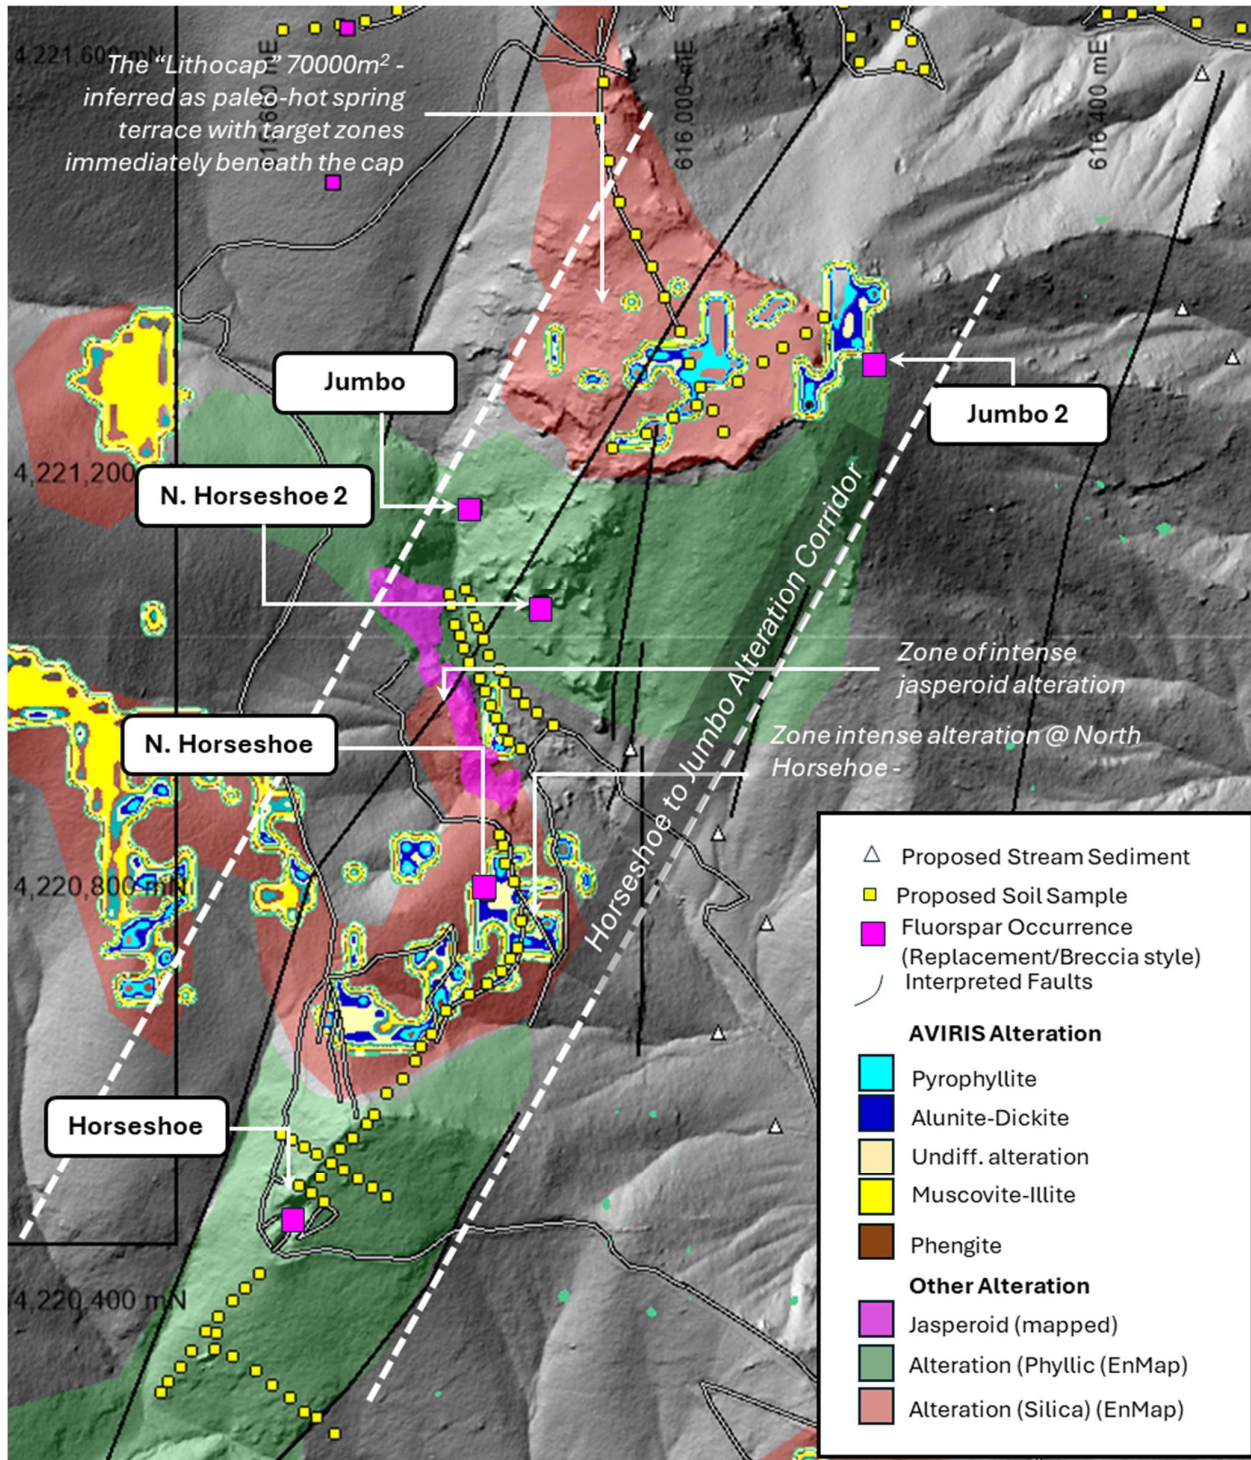 4,221,600 mN
The “Lithocap” 70000m² -
inferred as paleo-hot spring
terrace with target zones
immediately beneath the cap
616,000 mE
616,400 mE
Jumbo
Jumbo 2
4,221,200
N. Horseshoe 2
Horseshoe to Jumbo Alteration Corridor
Zone of intense
jasperoid alteration
N. Horseshoe
Zone intense alteration @ North
Horsehoe -
4,220,800 mN
Horseshoe
4,220,400 mN
Proposed Stream Sediment
Proposed Soil Sample
Fluorspar Occurrence
(Replacement/Breccia style)
Interpreted Faults
AVIRIS Alteration
Pyrophyllite
Alunite-Dickite
Undiff. alteration
Muscovite-Illite
Phengite
Other Alteration
Jasperoid (mapped)
Alteration (Phyllic (EnMap)
Alteration (Silica) (EnMap)